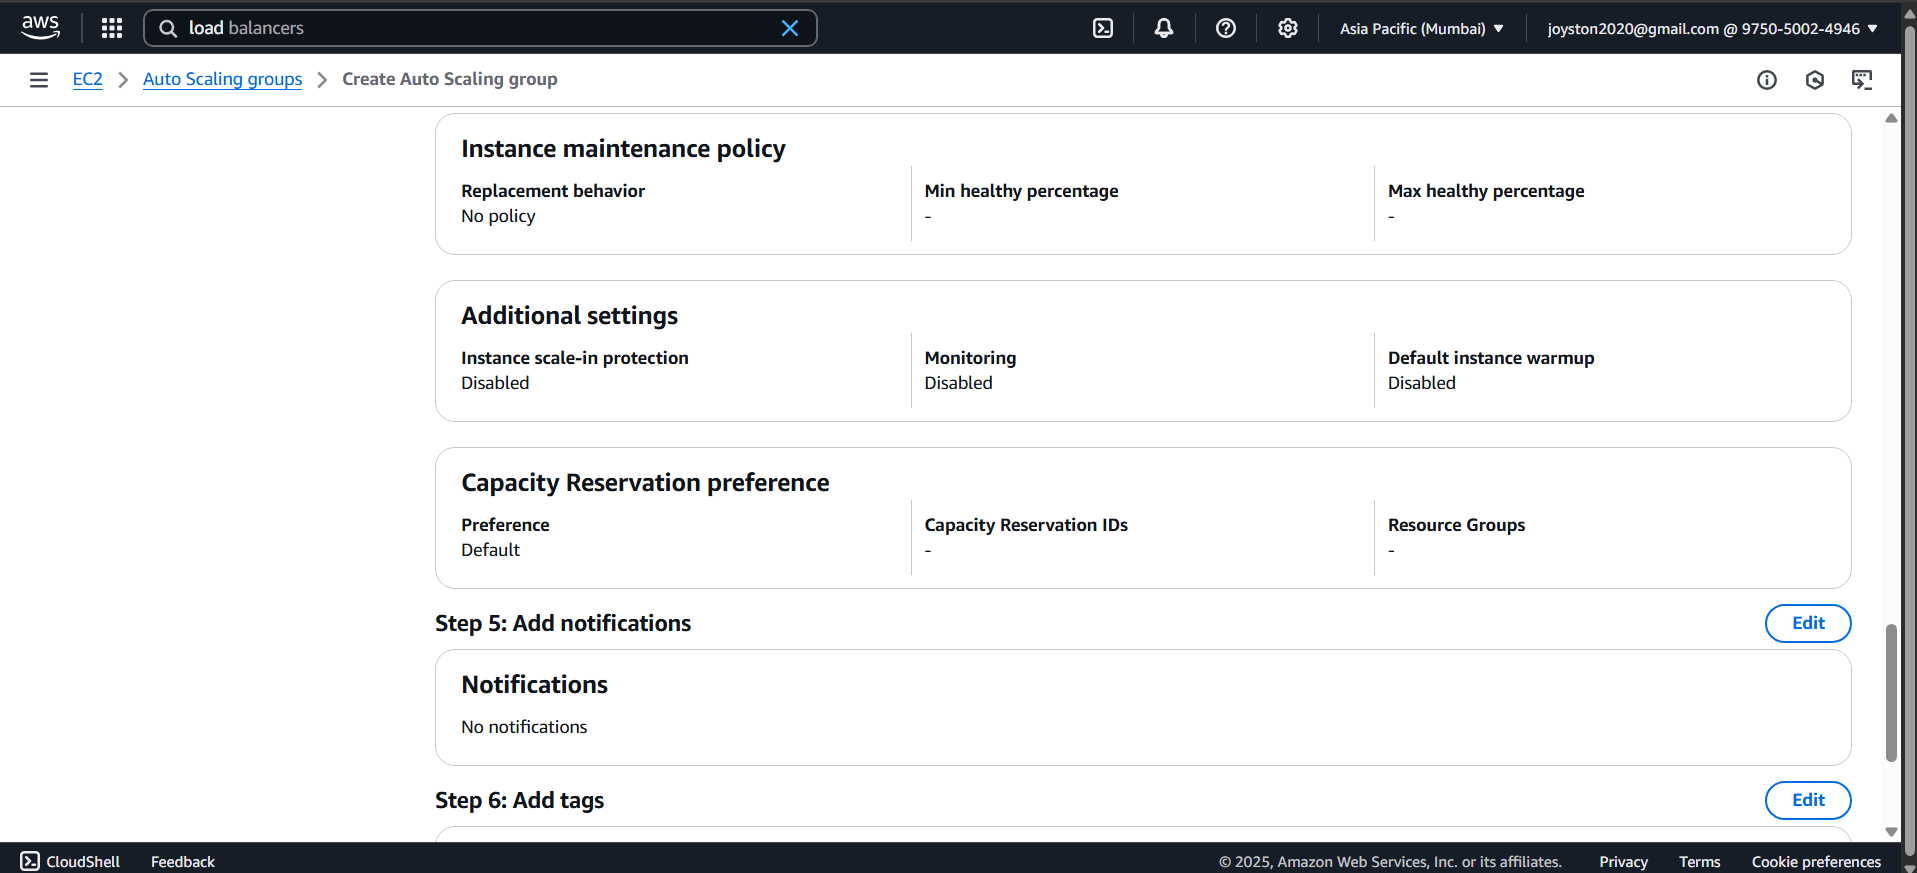 aws
load balancers
Asia Pacific (Mumbai)
joyston2020@gmail.com @ 9750-5002-4946
EC2
Auto Scaling groups
Create Auto Scaling group
Instance maintenance policy
Replacement behavior
No policy
Min healthy percentage
-
Max healthy percentage
-
Additional settings
Instance scale-in protection
Disabled
Monitoring
Disabled
Default instance warmup
Disabled
Capacity Reservation preference
Preference
Default
Capacity Reservation IDs
-
Resource Groups
-
Step 5: Add notifications
Edit
Notifications
No notifications
Step 6: Add tags
Edit
CloudShell
Feedback
© 2025, Amazon Web Services, Inc. or its affiliates.
Privacy
Terms
Cookie preferences